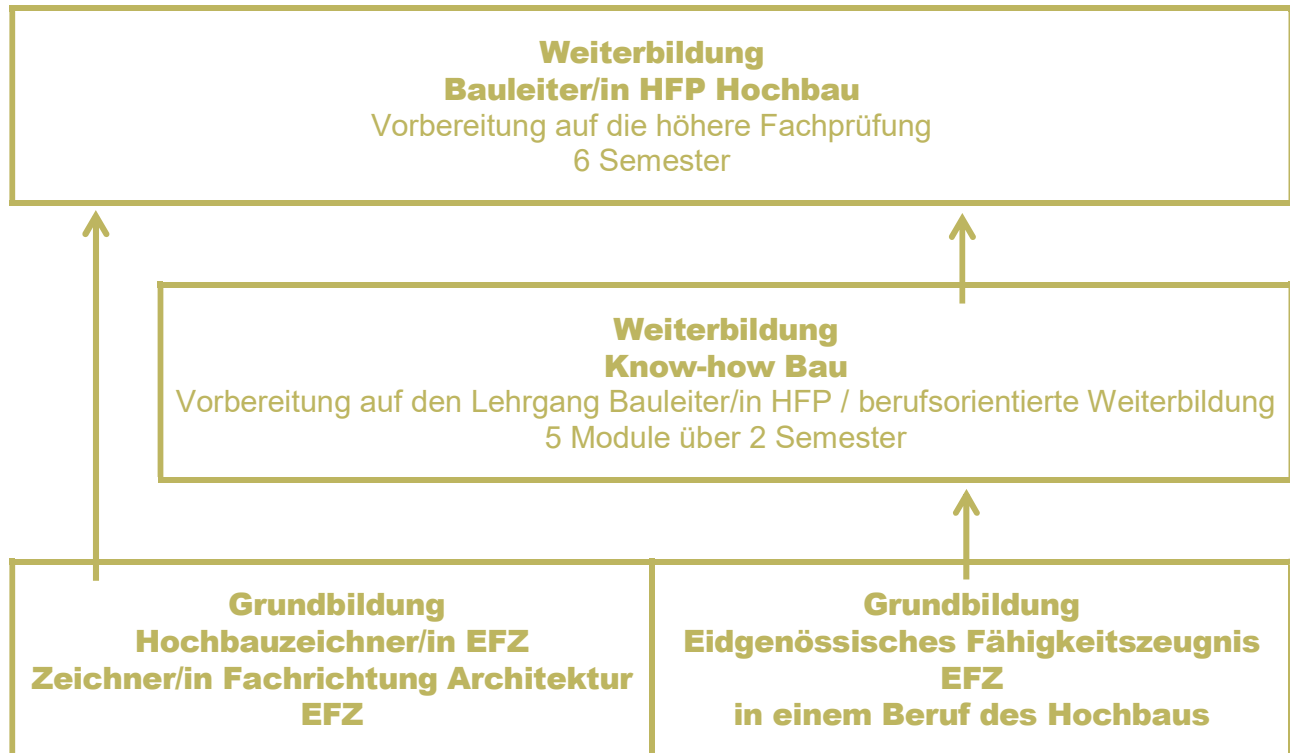 Weiterbildung
Bauleiter/in HFP Hochbau
Vorbereitung auf die höhere Fachprüfung
6 Semester
Weiterbildung
Know-how Bau
Vorbereitung auf den Lehrgang Bauleiter/in HFP / berufsorientierte Weiterbildung
5 Module über 2 Semester
Grundbildung
Hochbauzeichner/in EFZ
Zeichner/in Fachrichtung Architektur
EFZ
Grundbildung
Eidgenössisches Fähigkeitszeugnis
EFZ
in einem Beruf des Hochbaus